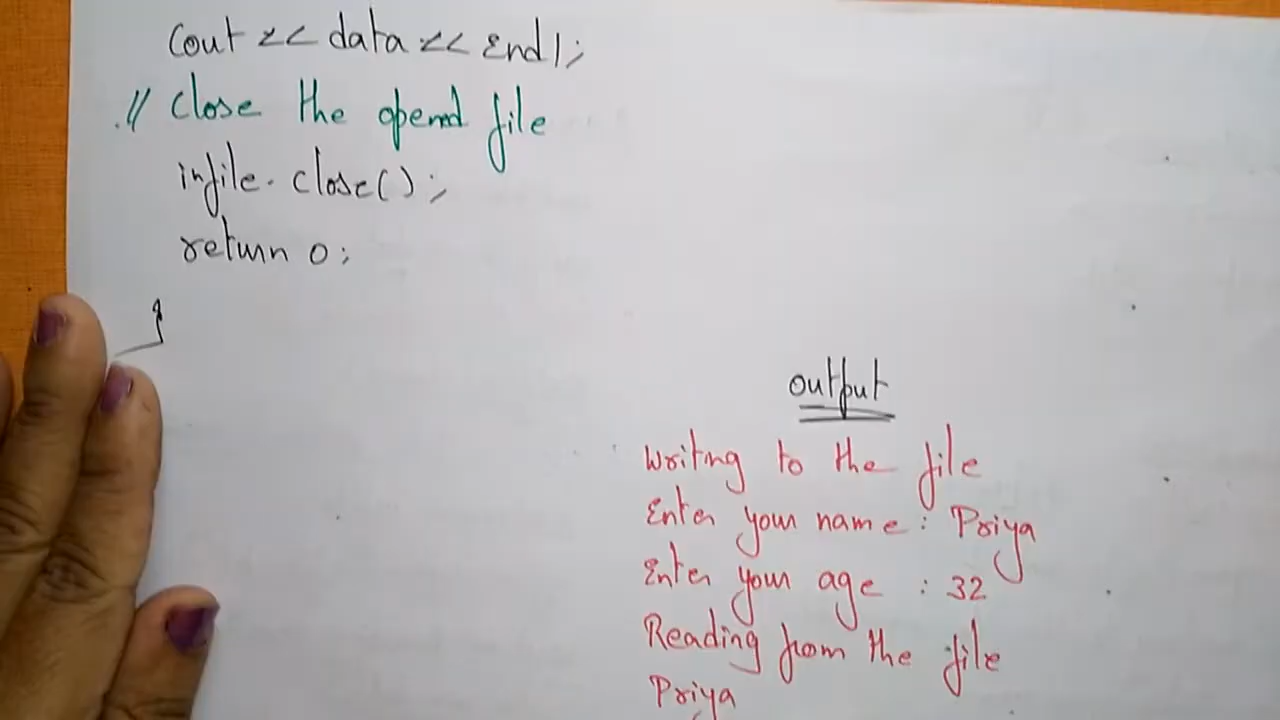 cout << data << endl;
// close the opened file
infile.close();
return 0;
}
output
Writing to the file
Enter your name : Priya
Enter your age : 32
Reading from the file
Priya